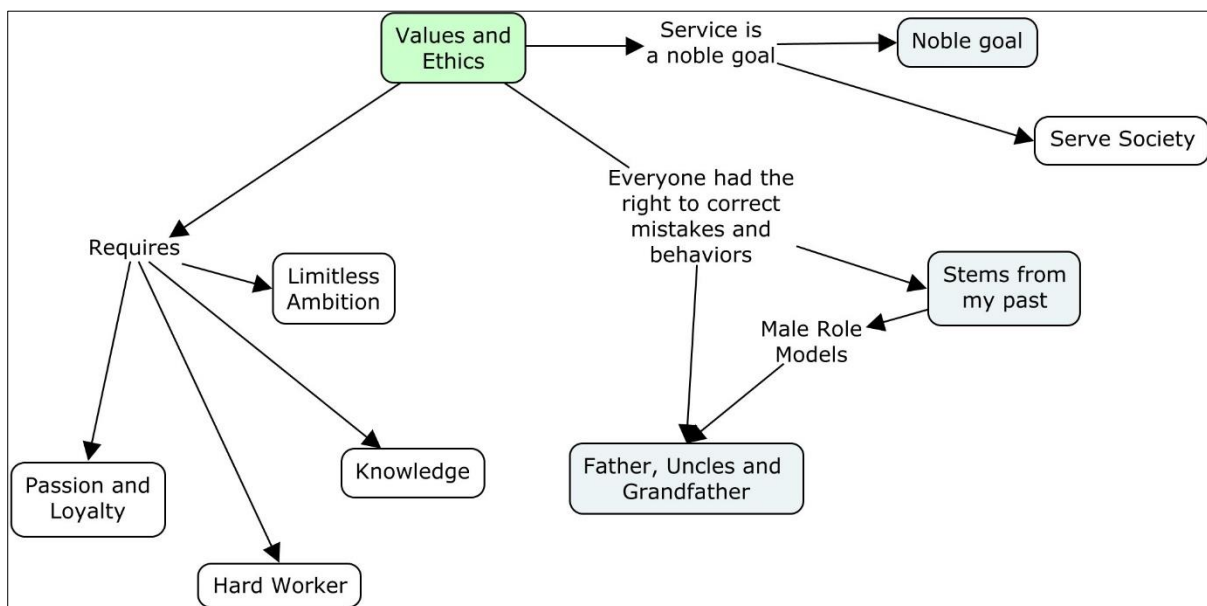 Values and
Ethics
Service is
a noble goal
Noble goal
Serve Society
Everyone had the
right to correct
mistakes and
behaviors
Requires
Limitless
Ambition
Stems from
my past
Male Role
Models
Father, Uncles and
Grandfather
Knowledge
Passion and
Loyalty
Hard Worker